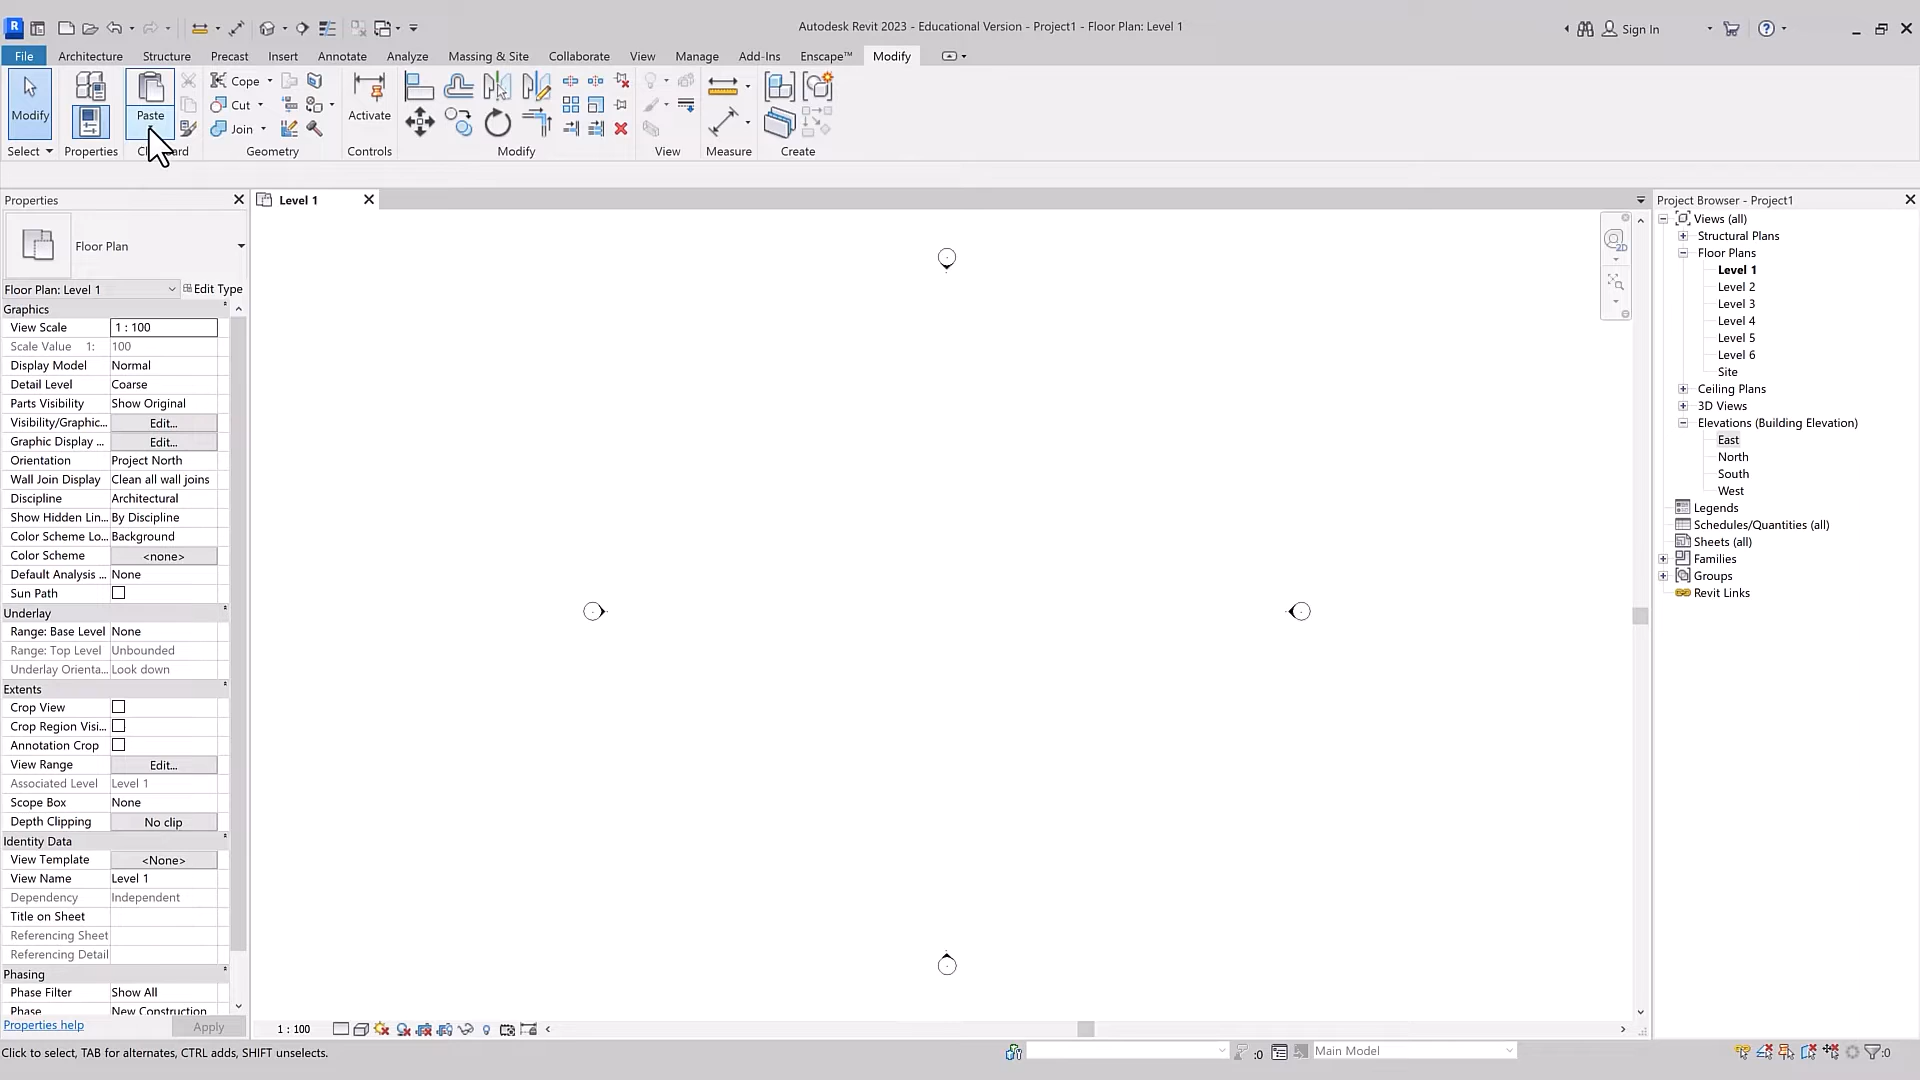 Autodesk Revit 2023 - Educational Version - Project1 - Floor Plan: Level 1
Sign In
File Architecture Structure Precast Insert Annotate Analyze Massing & Site Collaborate View Manage Add-Ins Enscape™ Modify
Modify
Paste
Cope
Cut
Join
Activate
Select Properties Geometry Controls Modify View Measure Create
Properties
Floor Plan
Floor Plan: Level 1 Edit Type
Graphics
View Scale 1 : 100
Scale Value 1: 100
Display Model Normal
Detail Level Coarse
Parts Visibility Show Original
Visibility/Graphic... Edit...
Graphic Display ... Edit...
Orientation Project North
Wall Join Display Clean all wall joins
Discipline Architectural
Show Hidden Lin... By Discipline
Color Scheme Lo... Background
Color Scheme <none>
Default Analysis ... None
Sun Path
Underlay
Range: Base Level None
Range: Top Level Unbounded
Underlay Orienta... Look down
Extents
Crop View
Crop Region Visi...
Annotation Crop
View Range Edit...
Associated Level Level 1
Scope Box None
Depth Clipping No clip
Identity Data
View Template <None>
View Name Level 1
Dependency Independent
Title on Sheet
Referencing Sheet
Referencing Detail
Phasing
Phase Filter Show All
Phase New Construction
Properties help Apply
Level 1
2D
1 : 100
Project Browser - Project1
Views (all)
Structural Plans
Floor Plans
Level 1
Level 2
Level 3
Level 4
Level 5
Level 6
Site
Ceiling Plans
3D Views
Elevations (Building Elevation)
East
North
South
West
Legends
Schedules/Quantities (all)
Sheets (all)
Families
Groups
Revit Links
Click to select, TAB for alternates, CTRL adds, SHIFT unselects.
:0
Main Model
:0